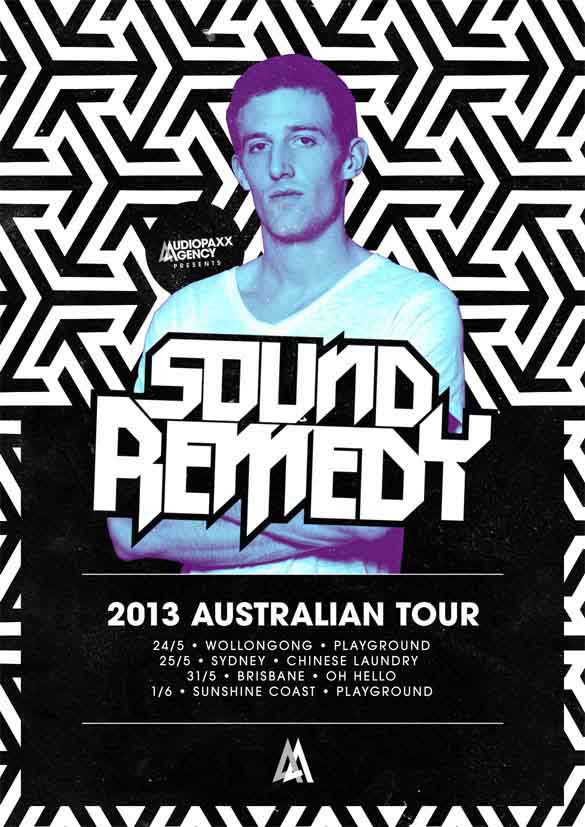 AUDIOPAXX
AGENCY
PRESENTS
SOUND
REMEDY
2013 AUSTRALIAN TOUR
24/5 • WOLLONGONG • PLAYGROUND
25/5 • SYDNEY • CHINESE LAUNDRY
31/5 • BRISBANE • OH HELLO
1/6 • SUNSHINE COAST • PLAYGROUND